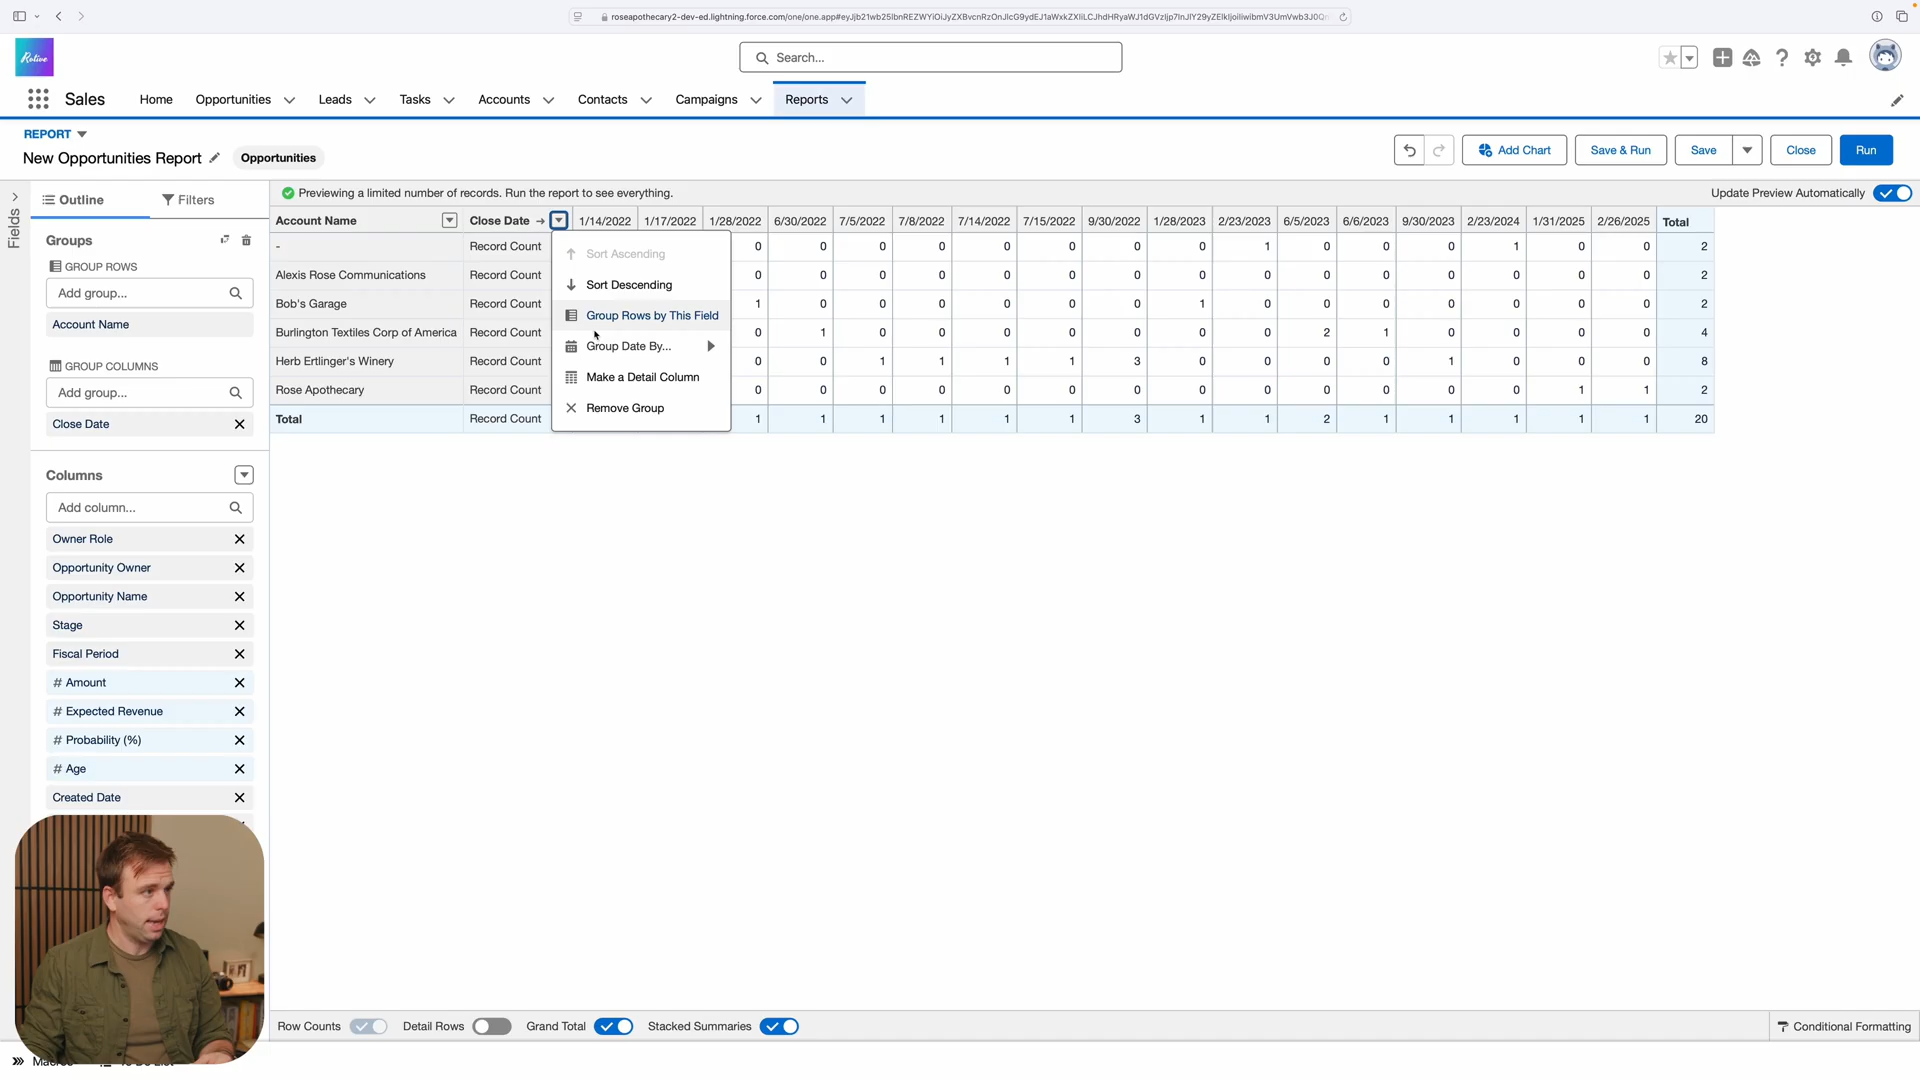 roseapothecary2-dev-ed.lightning.force.com/one/one.app#
Rotive
Search...
Sales
Home
Opportunities
Leads
Tasks
Accounts
Contacts
Campaigns
Reports
REPORT
New Opportunities Report
Opportunities
Add Chart
Save & Run
Save
Close
Run
Fields
Outline
Filters
Previewing a limited number of records. Run the report to see everything.
Update Preview Automatically
Groups
GROUP ROWS
Add group...
Account Name
GROUP COLUMNS
Add group...
Close Date
Columns
Add column...
Owner Role
Opportunity Owner
Opportunity Name
Stage
Fiscal Period
# Amount
# Expected Revenue
# Probability (%)
# Age
Created Date
Account Name Close Date → 1/14/2022 1/17/2022 1/28/2022 6/30/2022 7/5/2022 7/8/2022 7/14/2022 7/15/2022 9/30/2022 1/28/2023 2/23/2023 6/5/2023 6/6/2023 9/30/2023 2/23/2024 1/31/2025 2/26/2025 Total
- Record Count 0 0 0 0 0 0 0 0 1 0 0 0 1 0 0 2
Alexis Rose Communications Record Count 0 0 0 0 0 0 0 0 0 0 0 0 0 0 0 2
Bob's Garage Record Count 1 0 0 0 0 0 0 1 0 0 0 0 0 0 0 2
Burlington Textiles Corp of America Record Count 0 1 0 0 0 0 0 0 0 2 1 0 0 0 0 4
Herb Ertlinger's Winery Record Count 0 0 1 1 1 1 3 0 0 0 0 1 0 0 0 8
Rose Apothecary Record Count 0 0 0 0 0 0 0 0 0 0 0 0 0 1 1 2
Total Record Count 1 1 1 1 1 1 3 1 1 2 1 1 1 1 1 20
Sort Ascending
Sort Descending
Group Rows by This Field
Group Date By...
Make a Detail Column
Remove Group
Row Counts
Detail Rows
Grand Total
Stacked Summaries
Conditional Formatting